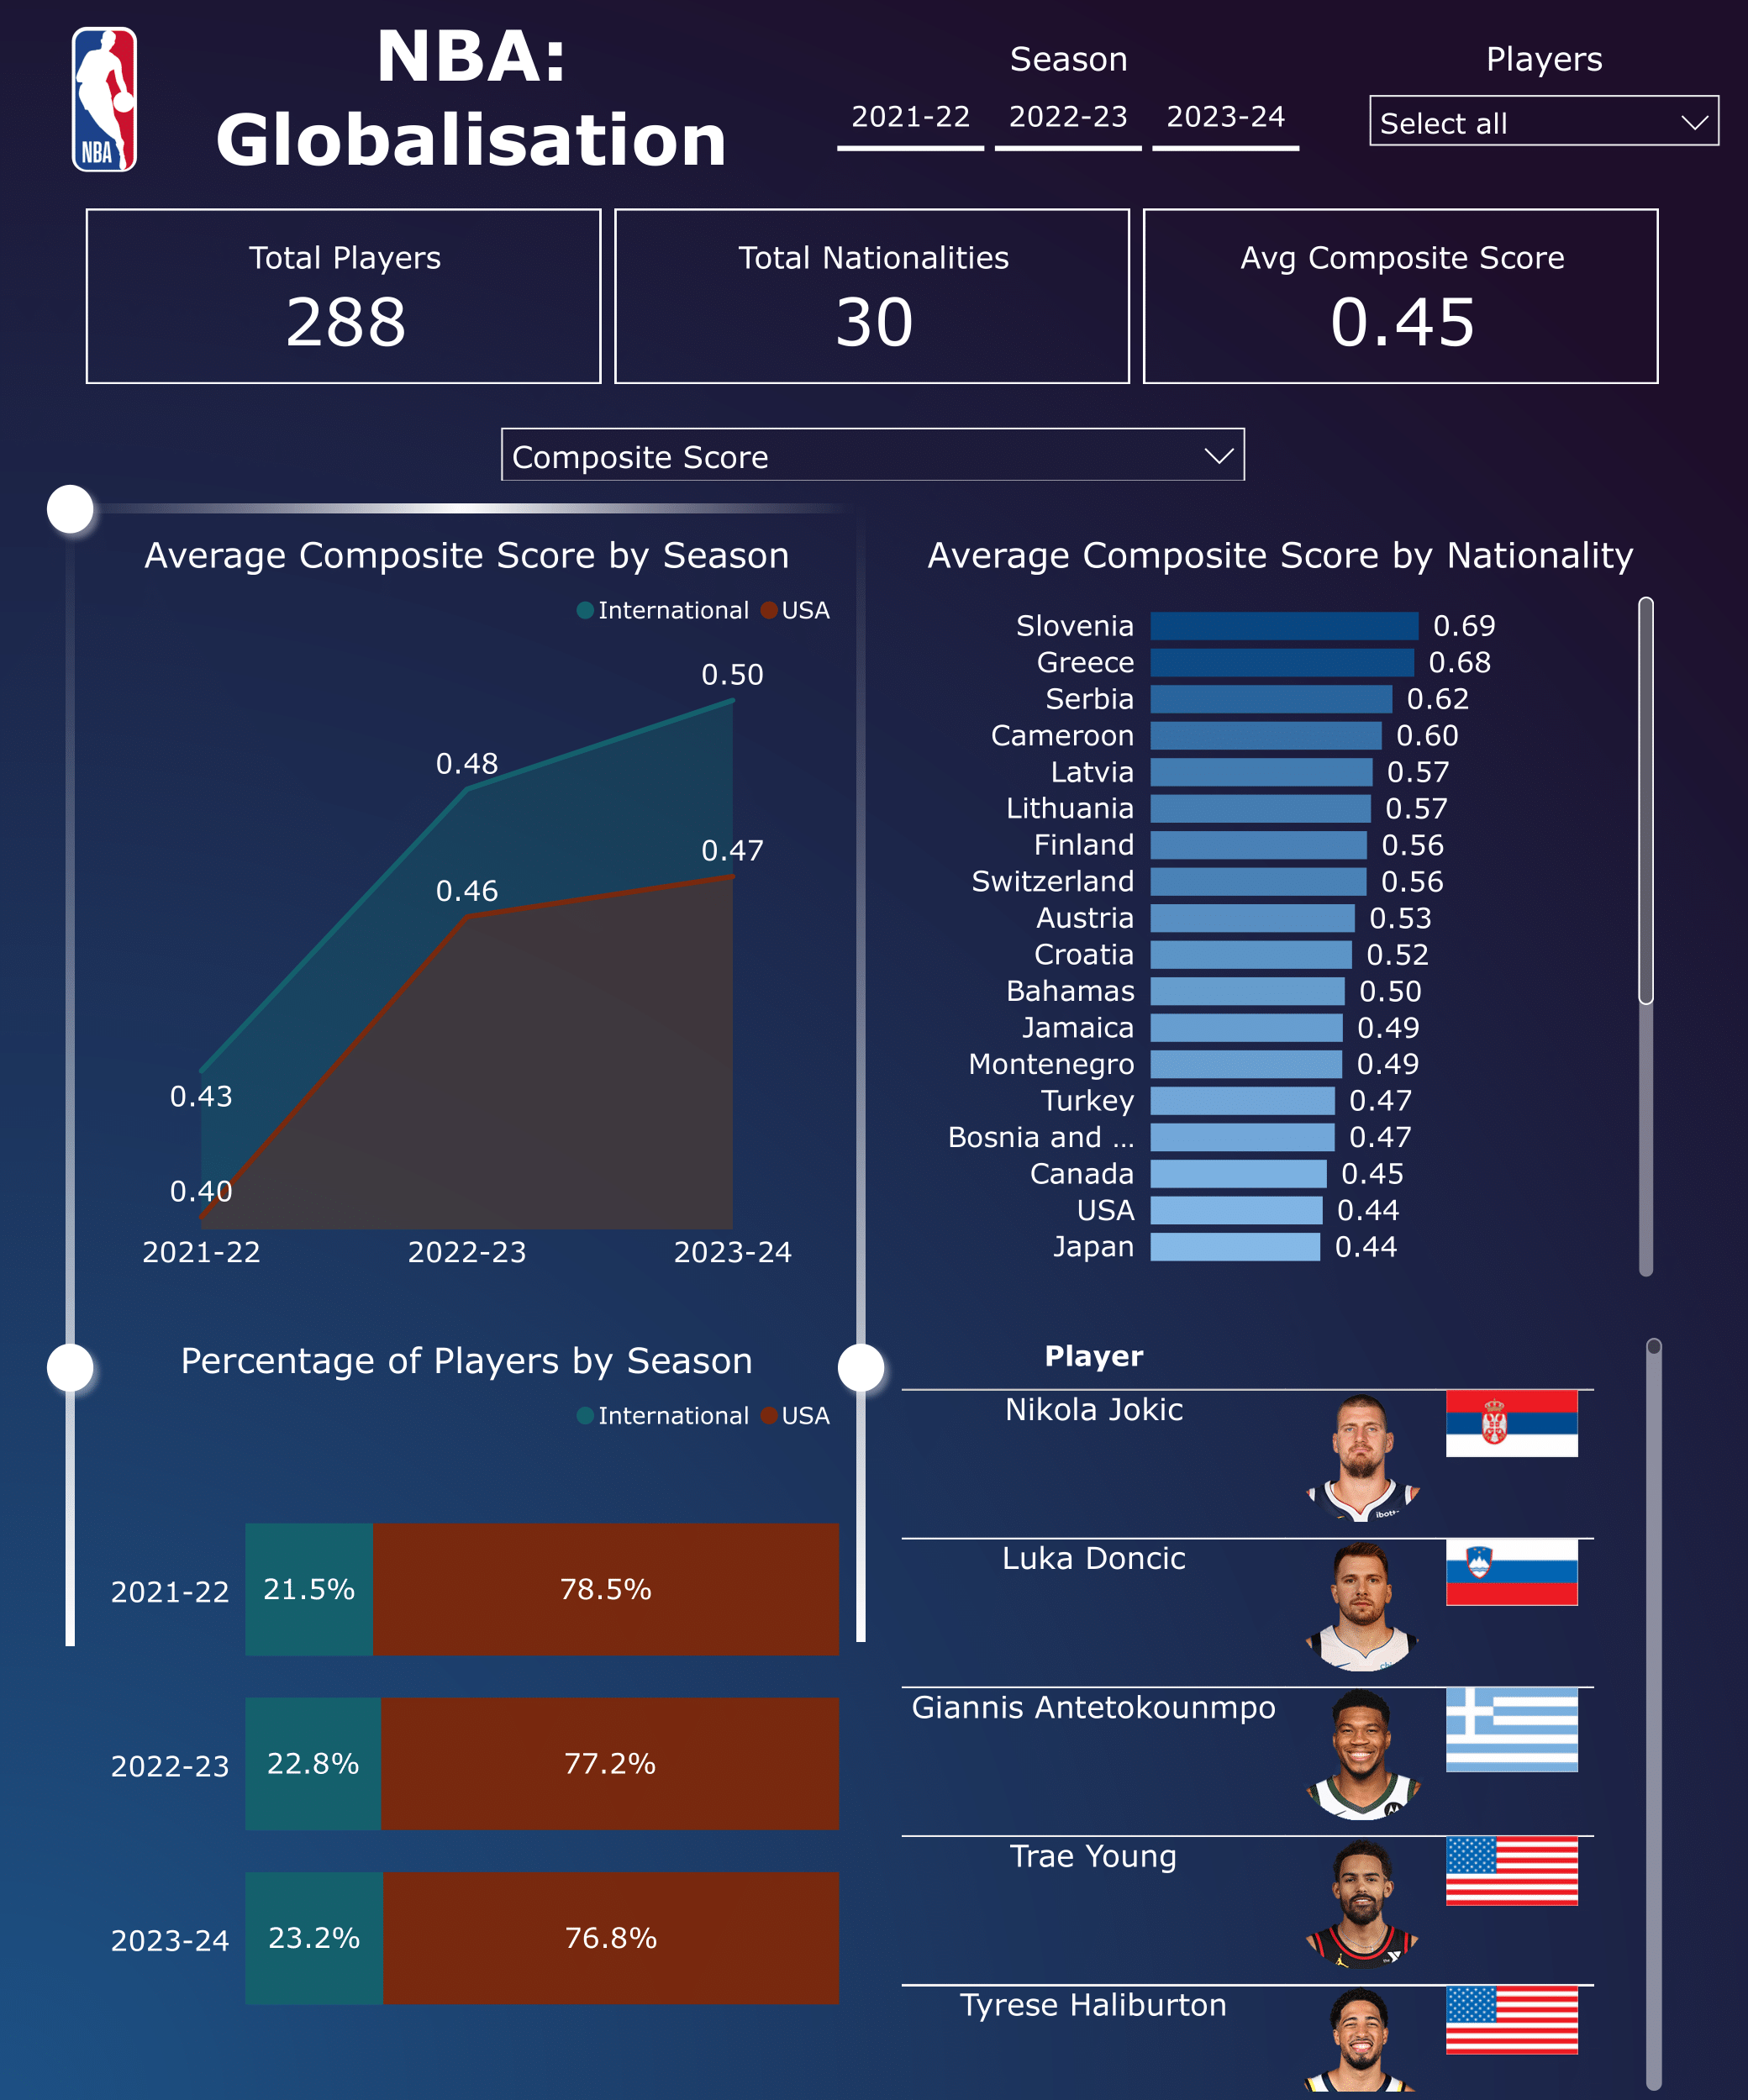 NBA
NBA:
Globalisation
Season
2021-22 2022-23 2023-24
Players
Select all
Total Players
288
Total Nationalities
30
Avg Composite Score
0.45
Composite Score
Average Composite Score by Season
International USA
0.50
0.48
0.47
0.46
0.43
0.40
2021-22 2022-23 2023-24
Average Composite Score by Nationality
Slovenia 0.69
Greece 0.68
Serbia 0.62
Cameroon 0.60
Latvia 0.57
Lithuania 0.57
Finland 0.56
Switzerland 0.56
Austria 0.53
Croatia 0.52
Bahamas 0.50
Jamaica 0.49
Montenegro 0.49
Turkey 0.47
Bosnia and ... 0.47
Canada 0.45
USA 0.44
Japan 0.44
Percentage of Players by Season
International USA
2021-22 21.5% 78.5%
2022-23 22.8% 77.2%
2023-24 23.2% 76.8%
Player
Nikola Jokic
Luka Doncic
Giannis Antetokounmpo
Trae Young
Tyrese Haliburton